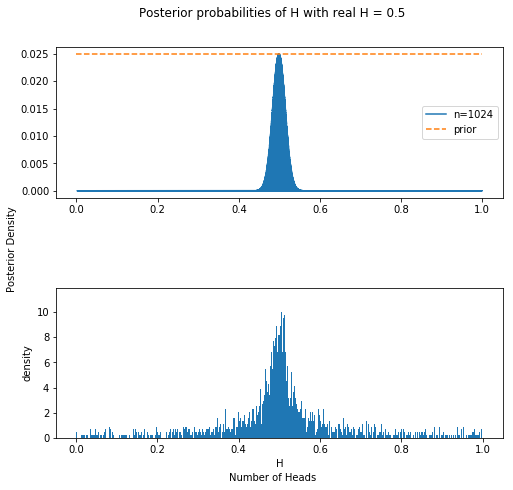 Posterior probabilities of H with real H = 0.5
0.025
0.020
0.015
0.010
0.005
0.000
n=1024
prior
0.0 0.2 0.4 0.6 0.8 1.0
Posterior Density
density
10
8
6
4
2
0
0.0 0.2 0.4 0.6 0.8 1.0
H
Number of Heads